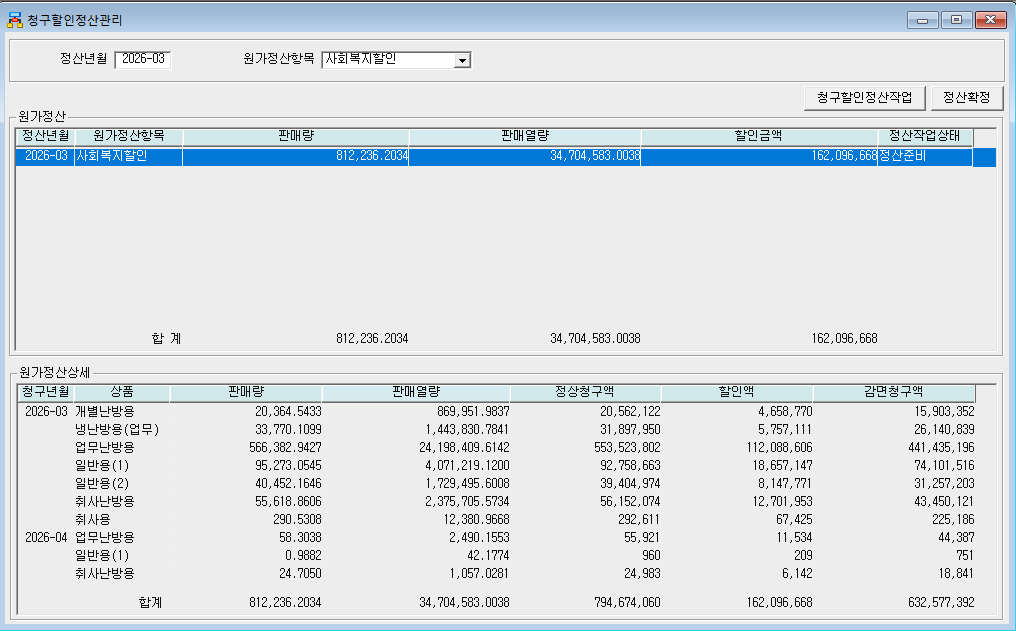 청구할인정산관리
정산년월 2026-03 원가정산항목 사회복지할인
청구할인정산작업 정산확정
원가정산
정산년월 원가정산항목 판매량 판매열량 할인금액 정산작업상태
2026-03 사회복지할인 812,236.2034 34,704,583.0038 162,096,668 정산준비
합 계 812,236.2034 34,704,583.0038 162,096,668
원가정산상세
청구년월 상품 판매량 판매열량 정상청구액 할인액 감면청구액
2026-03 개별난방용 20,364.5433 869,951.9837 20,562,122 4,658,770 15,903,352
냉난방용(업무) 33,770.1099 1,443,830.7841 31,897,950 5,757,111 26,140,839
업무난방용 566,382.9427 24,198,409.6142 553,523,802 112,088,606 441,435,196
일반용(1) 95,273.0545 4,071,219.1200 92,758,663 18,657,147 74,101,516
일반용(2) 40,452.1646 1,729,495.6008 39,404,974 8,147,771 31,257,203
취사난방용 55,618.8606 2,375,705.5734 56,152,074 12,701,953 43,450,121
취사용 290.5308 12,380.9668 292,611 67,425 225,186
2026-04 업무난방용 58.3038 2,490.1553 55,921 11,534 44,387
일반용(1) 0.9882 42.1774 960 209 751
취사난방용 24.7050 1,057.0281 24,983 6,142 18,841
합계 812,236.2034 34,704,583.0038 794,674,060 162,096,668 632,577,392